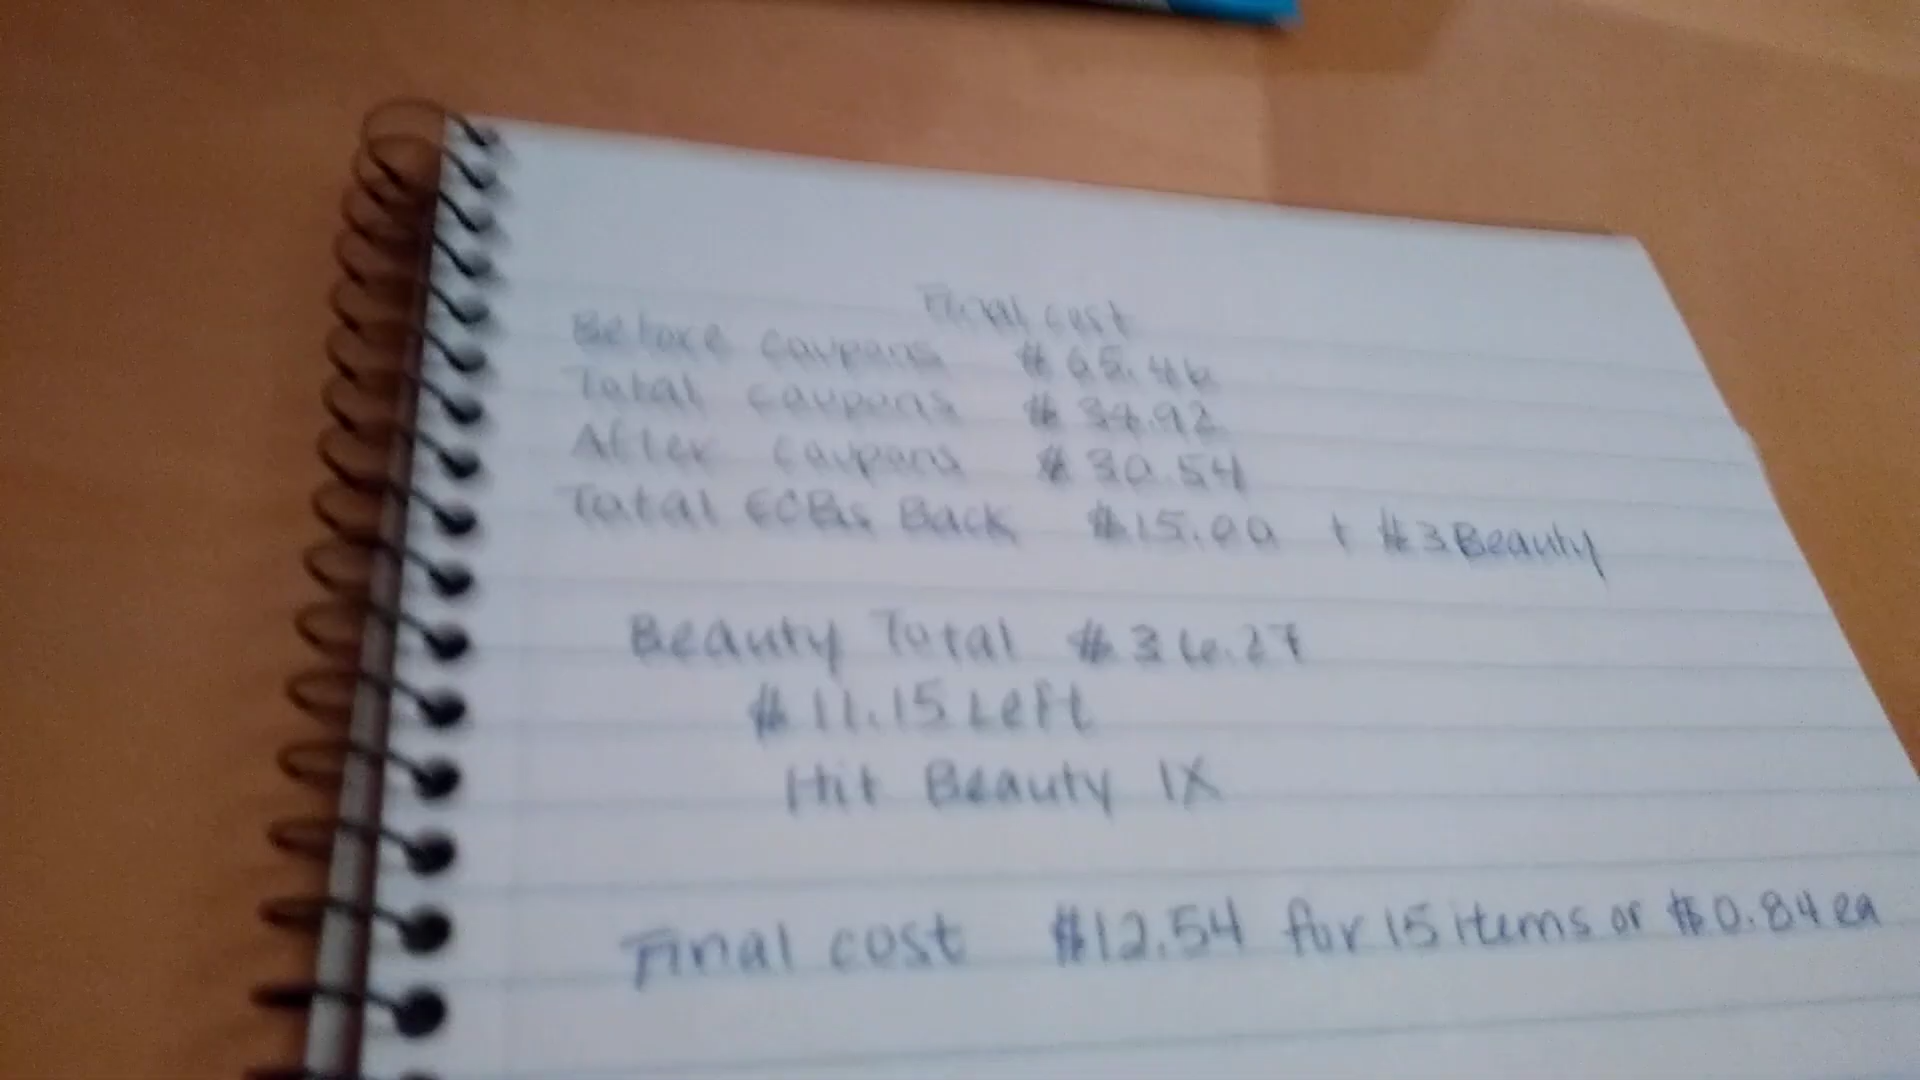 Final cost
Before coupons $65.46
Total coupons $34.92
After coupons $30.54
Total ECBs Back $15.00 + $3 Beauty
Beauty Total $36.27
$11.15 Left
Hit Beauty 1X
Final cost $12.54 for 15 items or $0.84 ea